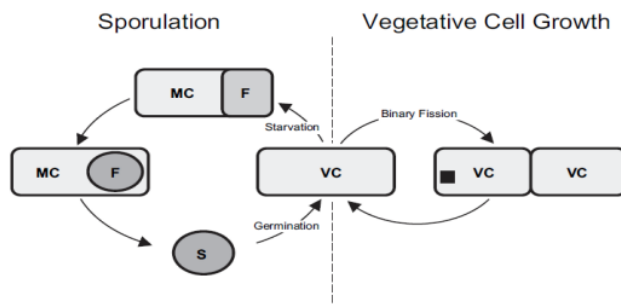 Sporulation
Vegetative Cell Growth
MC
F
Starvation
Binary Fission
MC
F
VC
VC
VC
Germination
S